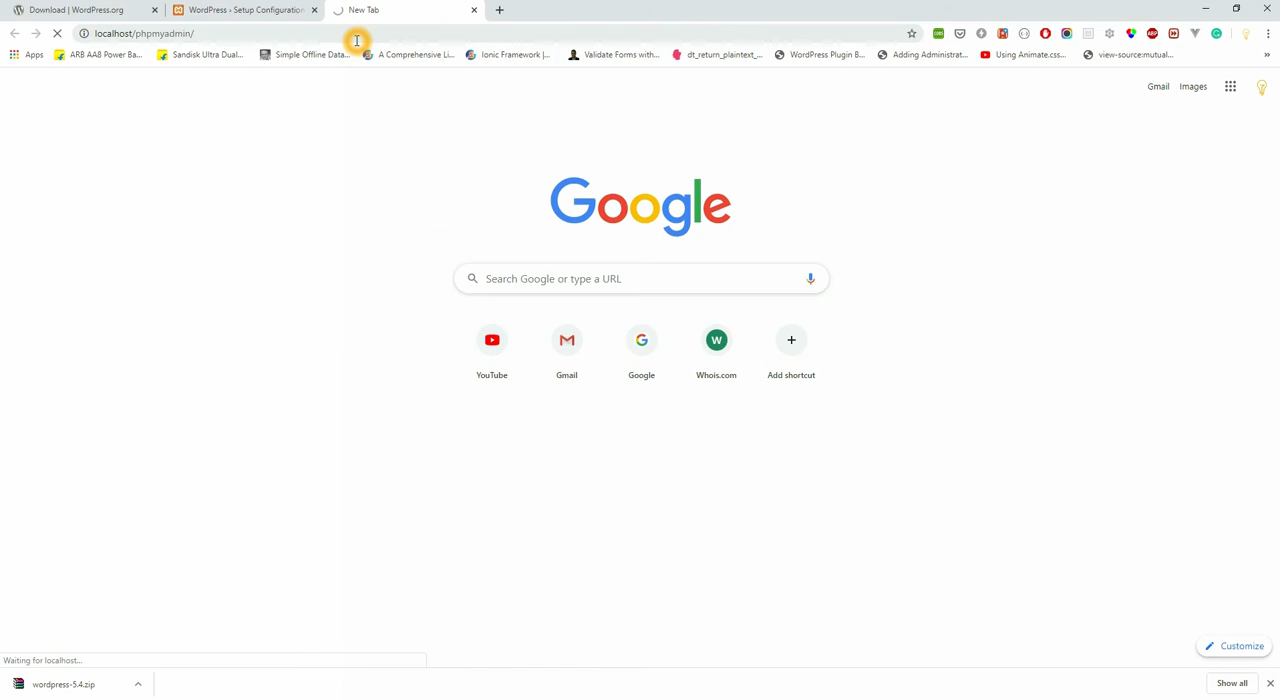 Download | WordPress.org
WordPress › Setup Configuration
New Tab
localhost/phpmyadmin/
Apps
ARB AA8 Power Ba...
Sandisk Ultra Dual...
Simple Offline Data...
A Comprehensive Li...
Ionic Framework |...
Validate Forms with...
dt_return_plaintext_...
WordPress Plugin B...
Adding Administrat...
Using Animate.css...
view-source:mutual...
»
Gmail
Images
Google
Search Google or type a URL
W
YouTube
Gmail
Google
Whois.com
Add shortcut
Customize
Waiting for localhost...
wordpress-5.4.zip
Show all